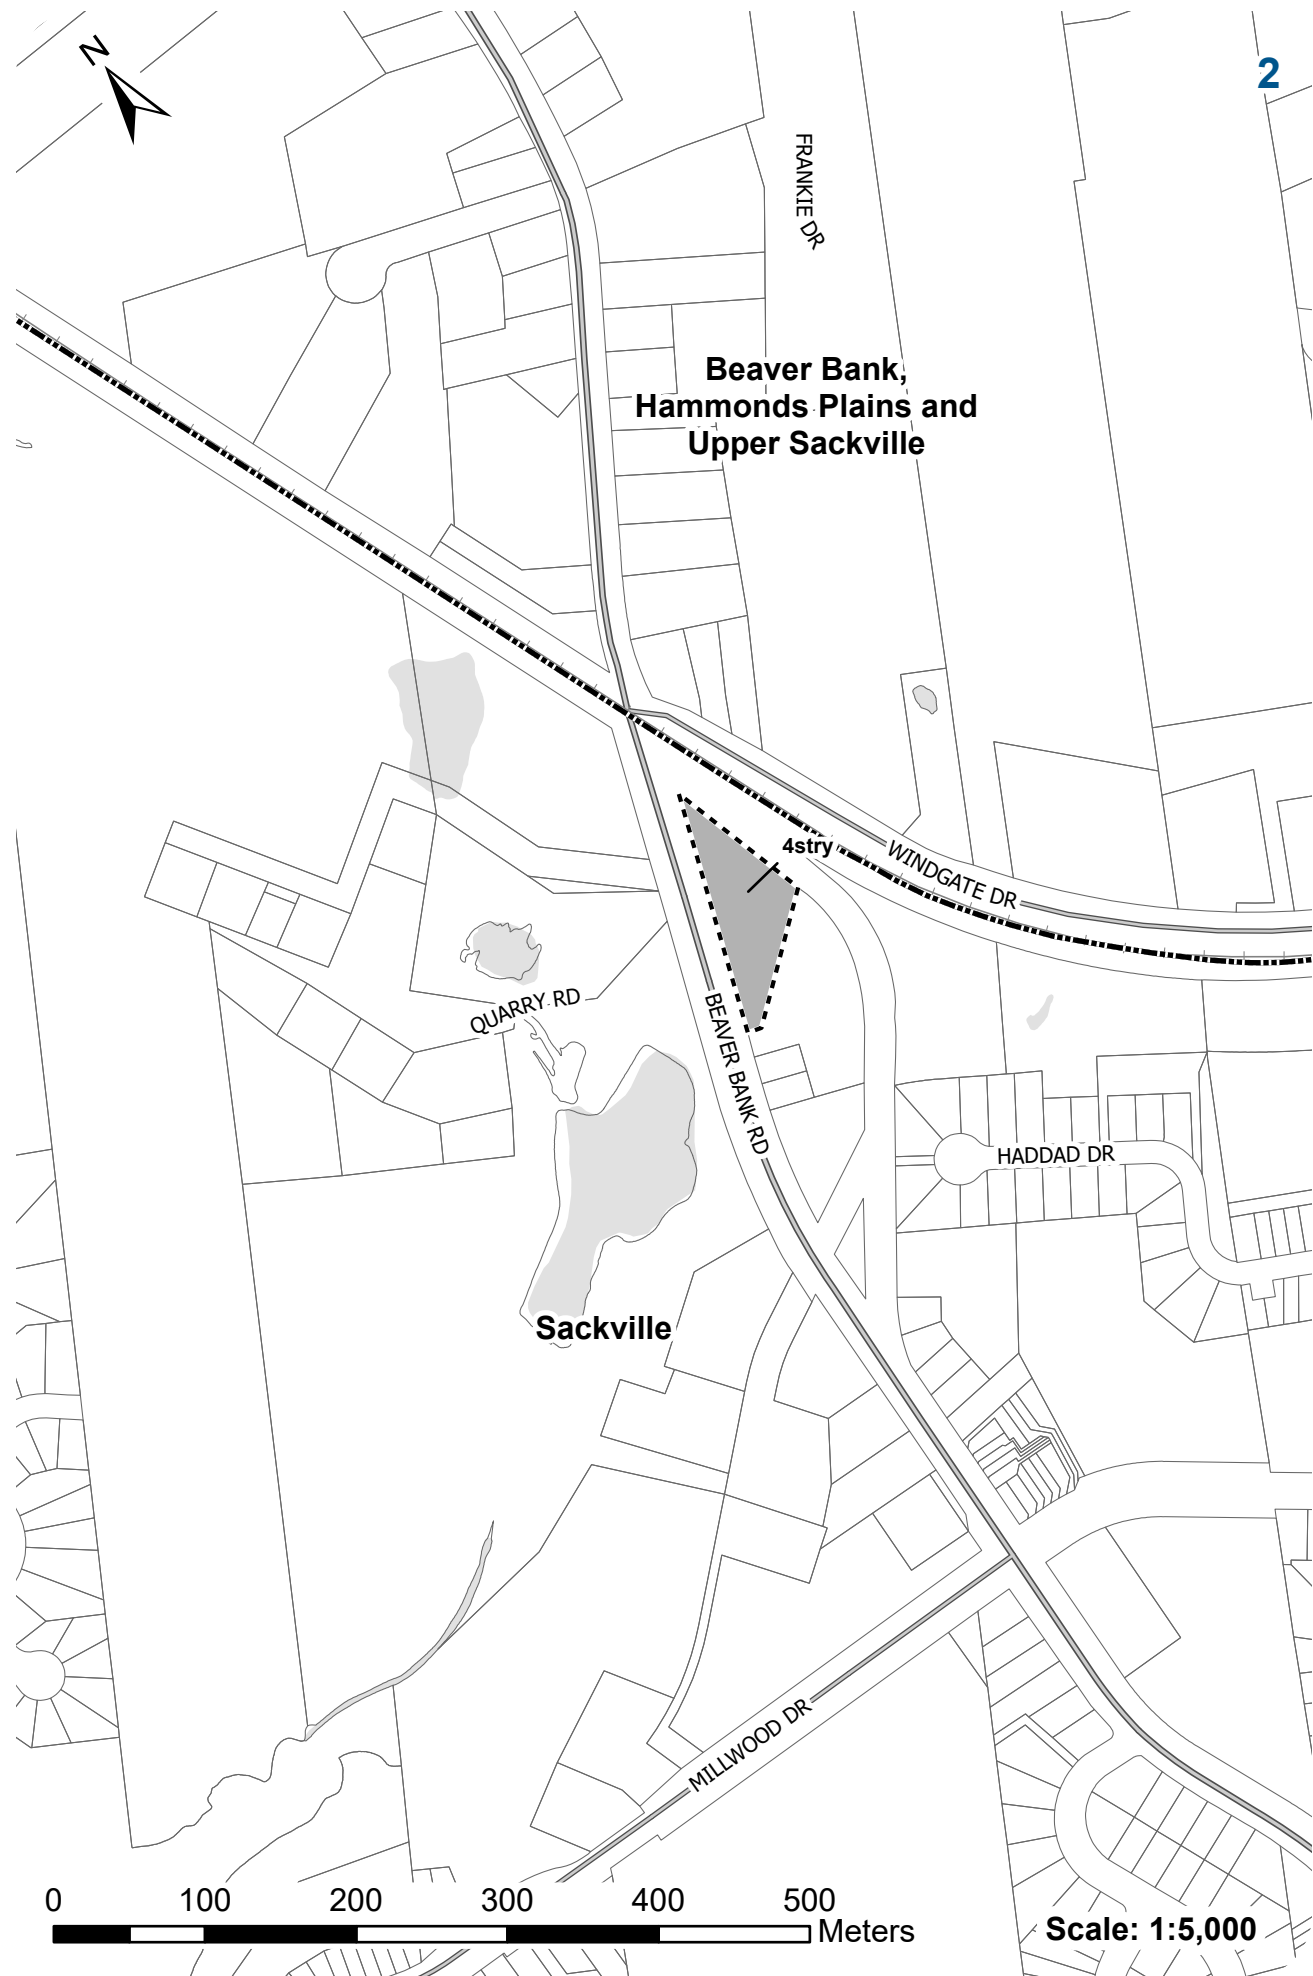 N
2
FRANKIE DR
Beaver Bank,
Hammonds Plains and
Upper Sackville
4stry
WINDGATE DR
QUARRY RD
BEAVER BANK RD
HADDAD DR
Sackville
MILLWOOD DR
0 100 200 300 400 500
Meters
Scale: 1:5,000